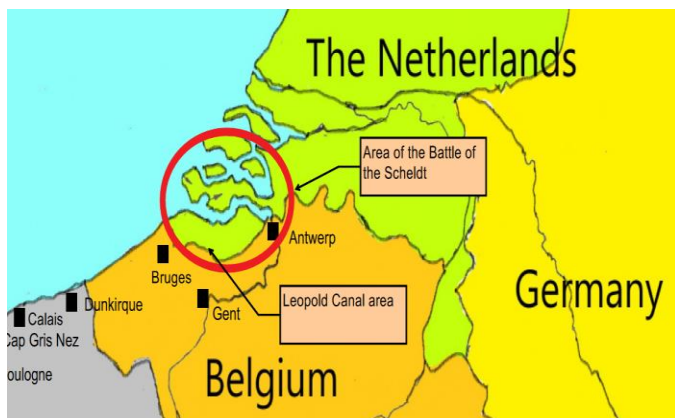 The Netherlands
Area of the Battle of
the Scheldt
Antwerp
Bruges
Leopold Canal area
Gent
Dunkirque
Calais
Cap Gris Nez
oulogne
Germany
Belgium